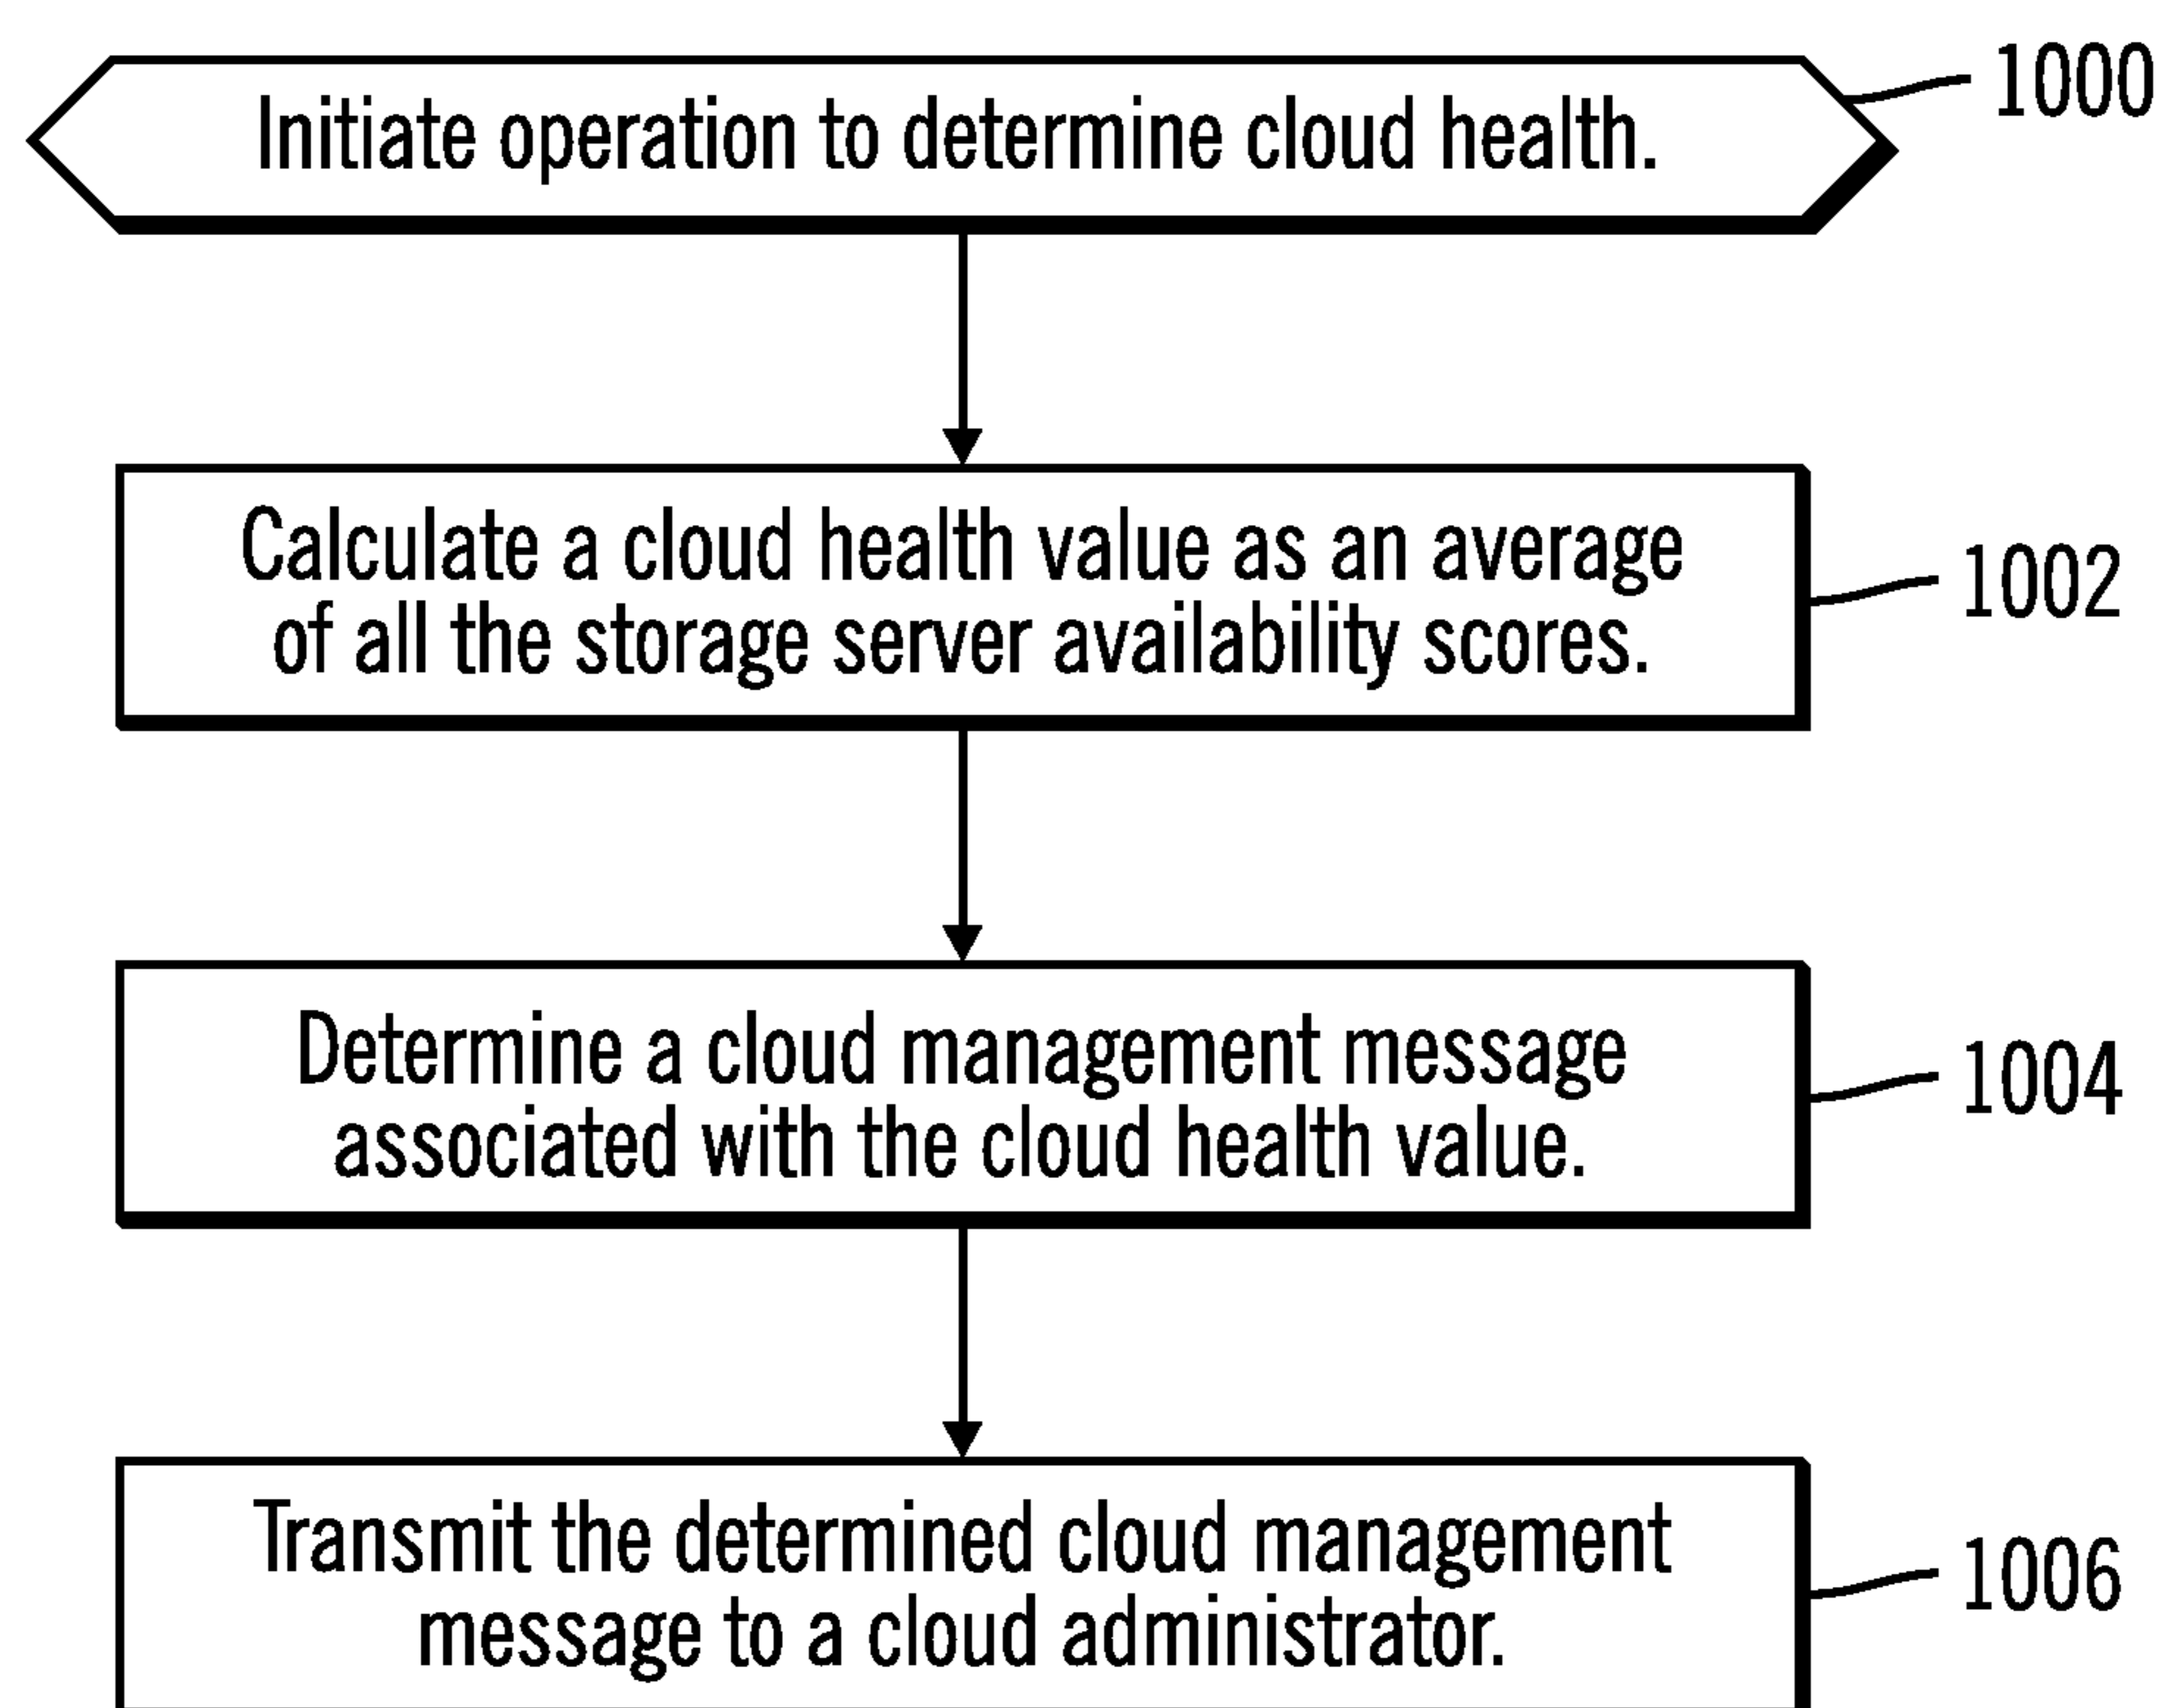 Initiate operation to determine cloud health.
1000
Calculate a cloud health value as an average
of all the storage server availability scores.
1002
Determine a cloud management message
associated with the cloud health value.
1004
Transmit the determined cloud management
message to a cloud administrator.
1006